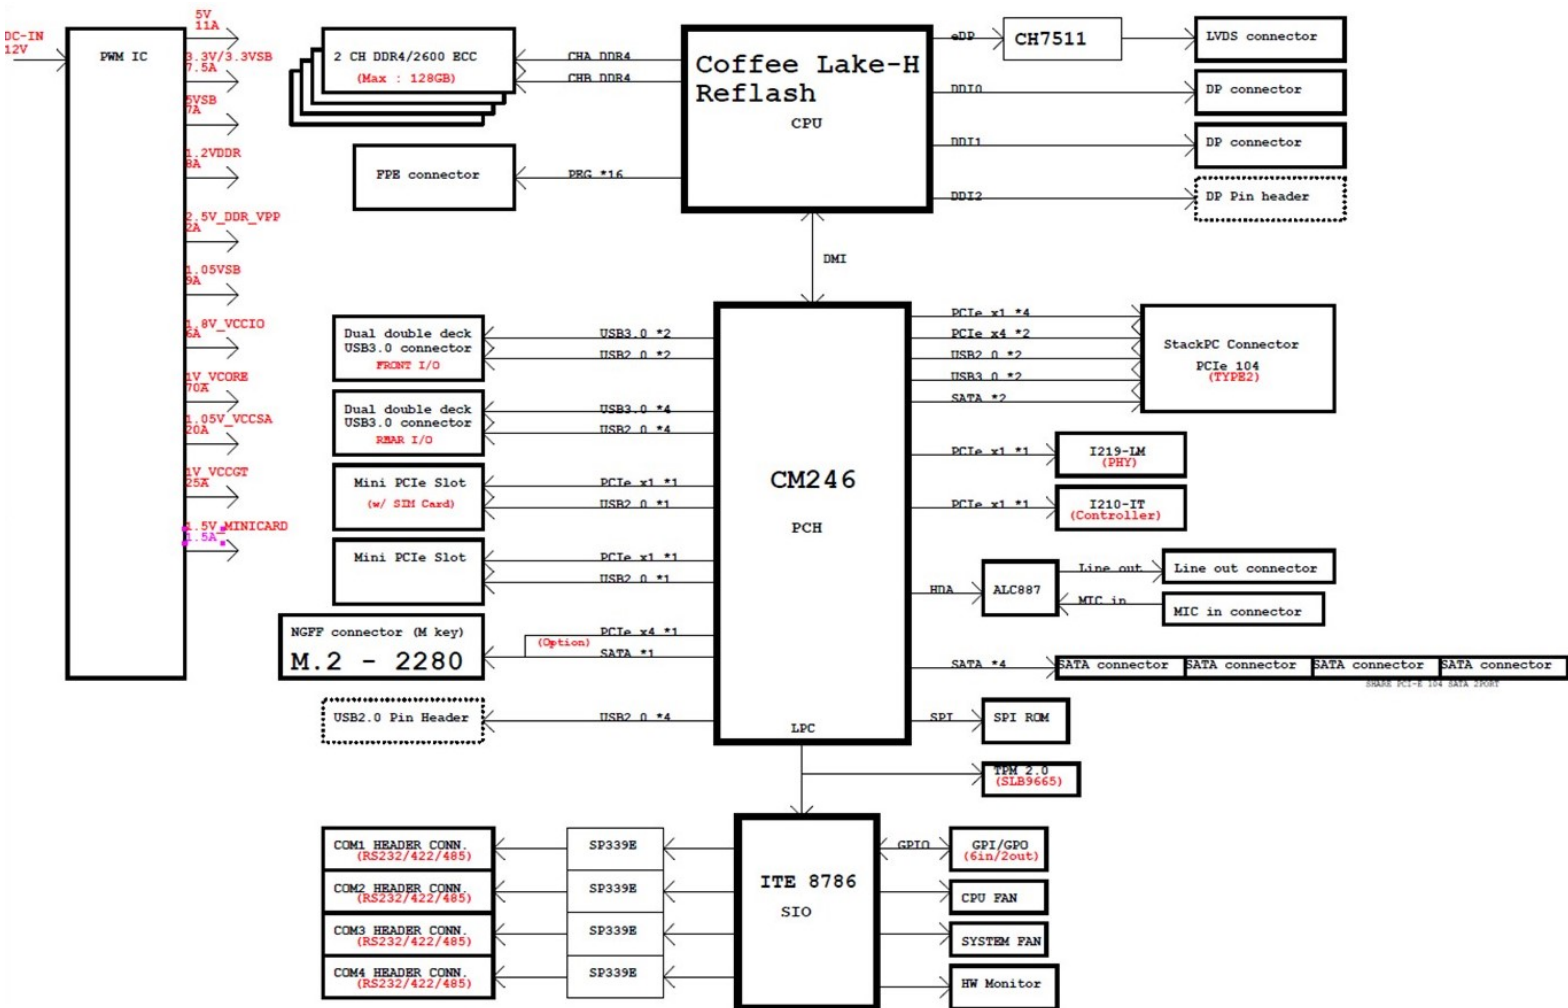 DC-IN
12V
PWM IC
5V
11A
3.3V/3.3VSB
7.5A
5VSB
7A
1.2VDDR
8A
2.5V_DDR_VPP
2A
1.05VSB
9A
1.8V_VCCIO
6A
1V_VCORE
70A
1.05V_VCCSA
20A
1V_VCCGT
25A
1.5V_MINICARD
1.5A
2 CH DDR4/2600 ECC
(Max : 128GB)
CHA DDR4
CHB DDR4
FPE connector
PEG *16
Coffee Lake-H
Reflash
CPU
eDP
CH7511
LVDS connector
DDI0
DP connector
DDI1
DP connector
DDI2
DP Pin header
DMI
Dual double deck
USB3.0 connector
FRONT I/O
USB3.0 *2
USB2.0 *2
Dual double deck
USB3.0 connector
REAR I/O
USB3.0 *4
USB2.0 *4
Mini PCIe Slot
(w/ SIM Card)
PCIe x1 *1
USB2.0 *1
Mini PCIe Slot
PCIe x1 *1
USB2.0 *1
NGFF connector (M key)
M.2 - 2280
(Option)
PCIe x4 *1
SATA *1
USB2.0 Pin Header
USB2.0 *4
CM246
PCH
LPC
PCIe x1 *4
PCIe x4 *2
USB2.0 *2
USB3.0 *2
SATA *2
StackPC Connector
PCIe 104
(TYPE2)
PCIe x1 *1
I219-LM
(PHY)
PCIe x1 *1
I210-IT
(Controller)
HDA
ALC887
Line out
Line out connector
MIC in
MIC in connector
SATA *4
SATA connector
SATA connector
SATA connector
SATA connector
SHARE PCI-E 104 SATA 2PORT
SPI
SPI ROM
TPM 2.0
(SLB9665)
COM1 HEADER CONN.
(RS232/422/485)
SP339E
COM2 HEADER CONN.
(RS232/422/485)
SP339E
COM3 HEADER CONN.
(RS232/422/485)
SP339E
COM4 HEADER CONN.
(RS232/422/485)
SP339E
ITE 8786
SIO
GPIO
GPI/GPO
(6in/2out)
CPU FAN
SYSTEM FAN
HW Monitor